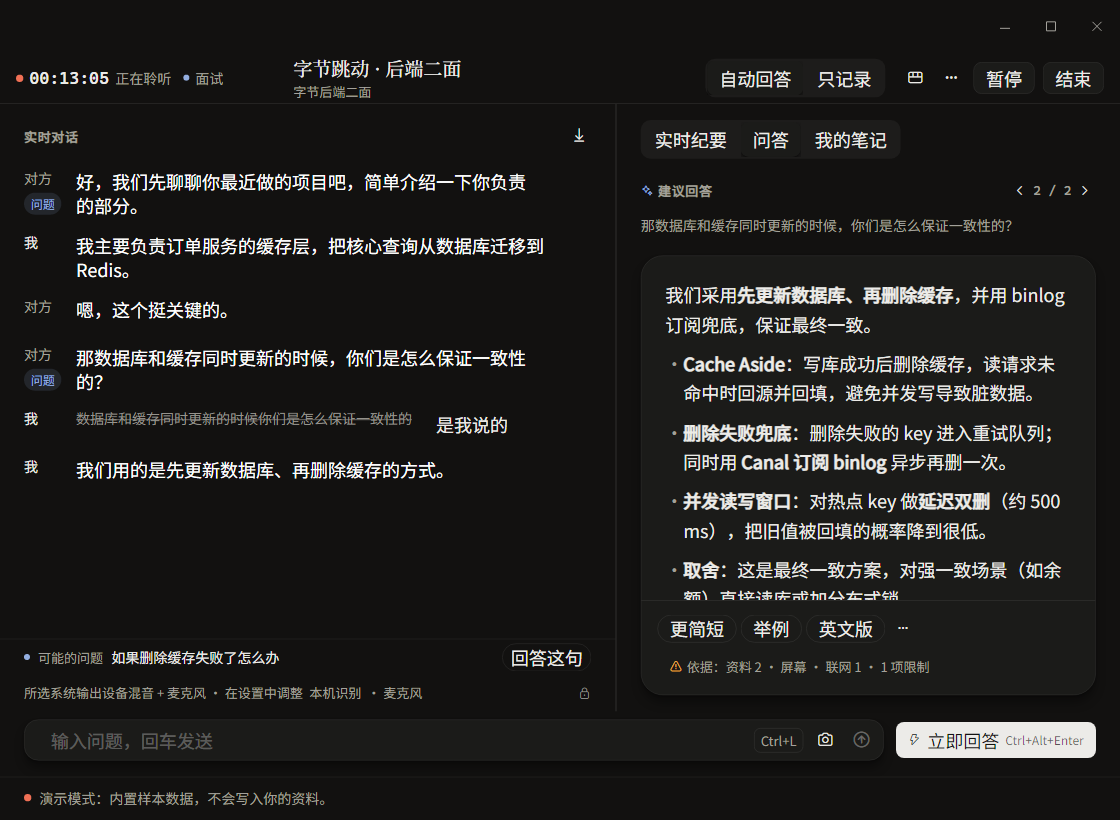 00:13:05 正在聆听 面试
字节跳动 · 后端二面
字节后端二面
自动回答 只记录 ··· 暂停 结束
实时对话
对方 好，我们先聊聊你最近做的项目吧，简单介绍一下你负责
问题 的部分。
我 我主要负责订单服务的缓存层，把核心查询从数据库迁移到
Redis。
对方 嗯，这个挺关键的。
对方 那数据库和缓存同时更新的时候，你们是怎么保证一致性
问题 的？
我 数据库和缓存同时更新的时候你们是怎么保证一致性的 是我说的
我 我们用的是先更新数据库、再删除缓存的方式。
可能的问题 如果删除缓存失败了怎么办 回答这句
所选系统输出设备混音 + 麦克风 · 在设置中调整 本机识别 · 麦克风
实时纪要 问答 我的笔记
建议回答 2 / 2
那数据库和缓存同时更新的时候，你们是怎么保证一致性的？
我们采用先更新数据库、再删除缓存，并用 binlog
订阅兜底，保证最终一致。
· Cache Aside：写库成功后删除缓存，读请求未
命中时回源并回填，避免并发写导致脏数据。
· 删除失败兜底：删除失败的 key 进入重试队列；
同时用 Canal 订阅 binlog 异步再删一次。
· 并发读写窗口：对热点 key 做延迟双删（约 500
ms），把旧值被回填的概率降到很低。
· 取舍：这是最终一致方案，对强一致场景（如余
额）直接读库或加分布式锁
更简短 举例 英文版 ···
依据：资料 2 · 屏幕 · 联网 1 · 1 项限制
输入问题，回车发送 Ctrl+L
立即回答 Ctrl+Alt+Enter
演示模式：内置样本数据，不会写入你的资料。